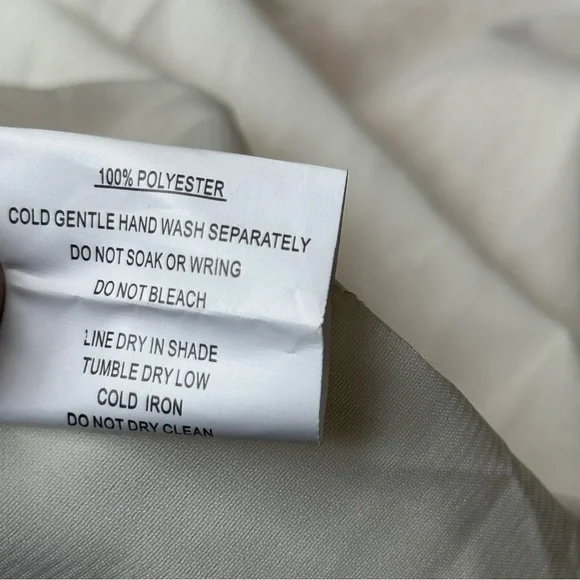 100% POLYESTER
COLD GENTLE HAND WASH SEPARATELY
DO NOT SOAK OR WRING
DO NOT BLEACH
LINE DRY IN SHADE
TUMBLE DRY LOW
COLD IRON
DO NOT DRY CLEAN